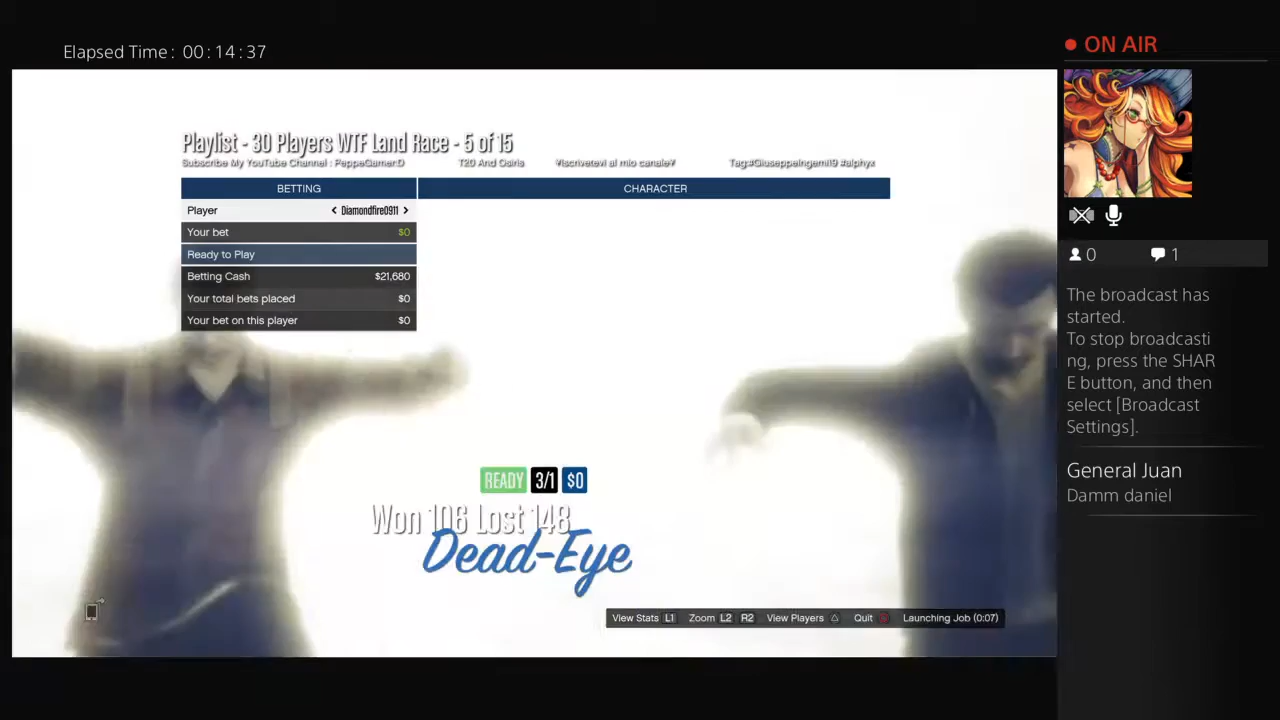 Elapsed Time: 00:14:37
ON AIR
Playlist - 30 Players WTF Land Race - 5 of 15
Subscribe My YouTube Channel : PeppeGamer:D T20 And Osiris ¥Iscrivetevi al mio canale¥ Tag:#GiuseppeIngemi19 #alphyx
BETTING CHARACTER
Player < Diamondfire0911 >
Your bet $0
Ready to Play
Betting Cash $21,680
Your total bets placed $0
Your bet on this player $0
READY 3/1 $0
Won 106 Lost 148
Dead-Eye
View Stats L1 Zoom L2 R2 View Players Quit Launching Job (0:07)
0 1
The broadcast has
started.
To stop broadcasti
ng, press the SHAR
E button, and then
select [Broadcast
Settings].
General Juan
Damm daniel